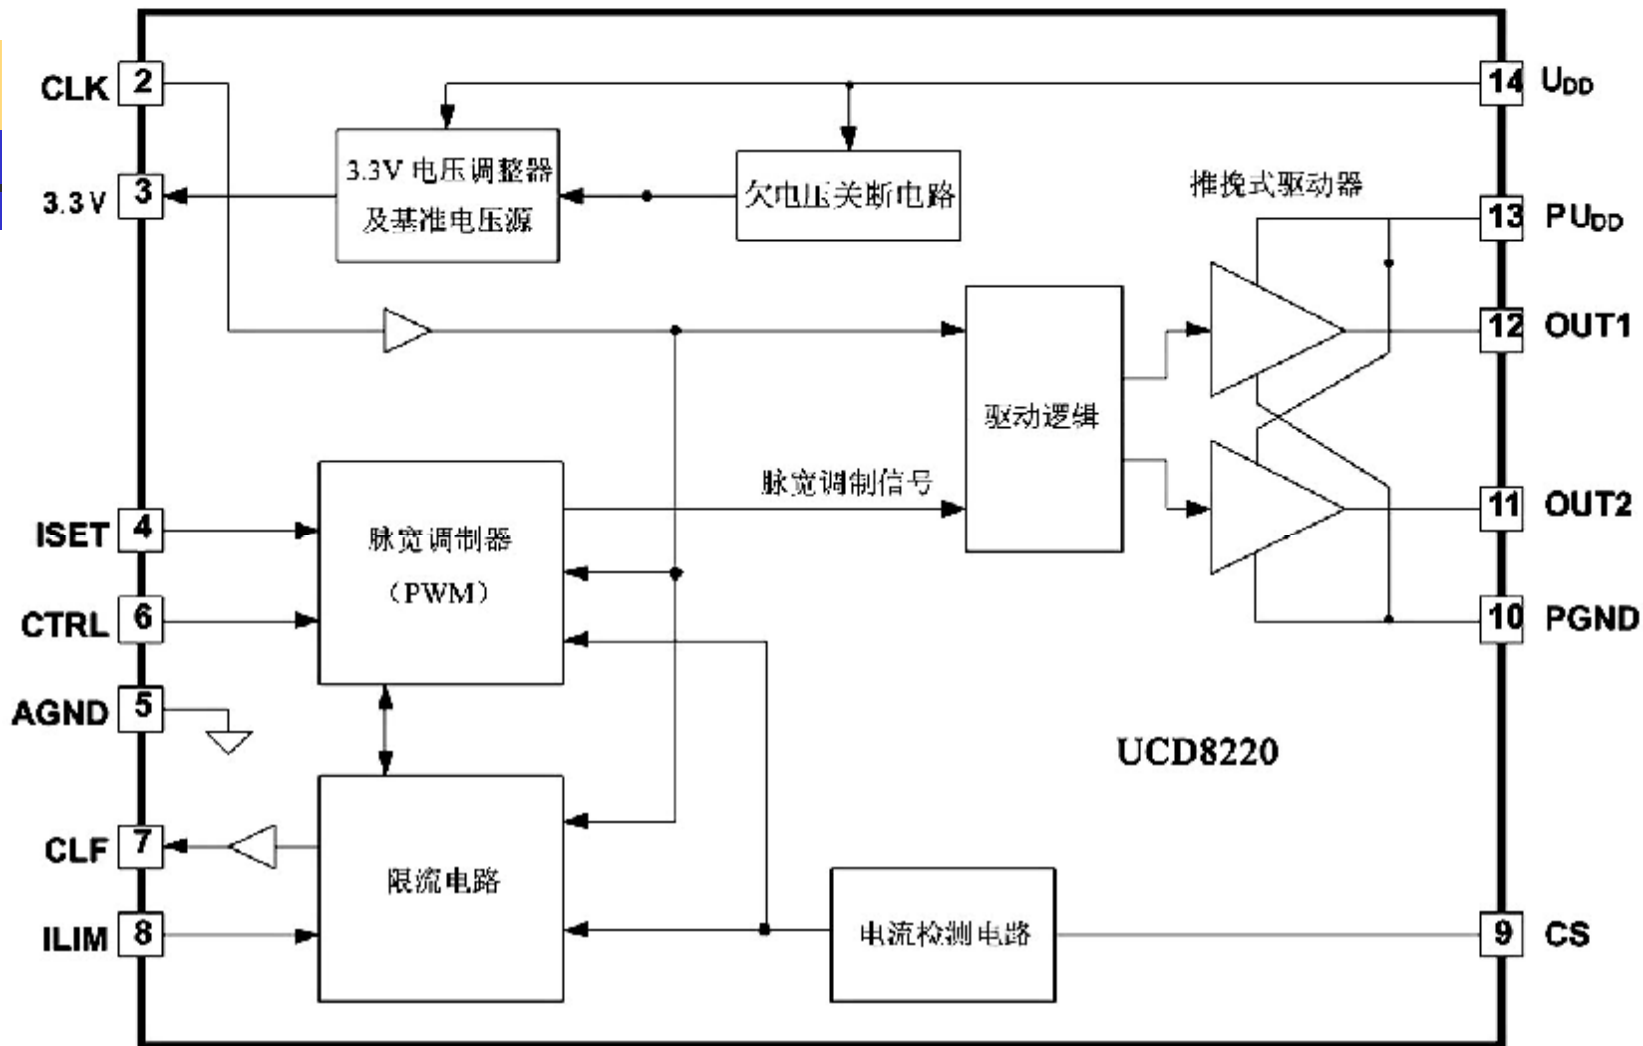 CLK 2
14 UDD
3.3V 电压调整器
及基准电压源
欠电压关断电路
3.3V 3
推挽式驱动器
13 PUDD
12 OUT1
驱动逻辑
脉宽调制信号
11 OUT2
ISET 4
脉宽调制器
（PWM）
CTRL 6
10 PGND
AGND 5
UCD8220
CLF 7
限流电路
ILIM 8
电流检测电路
9 CS